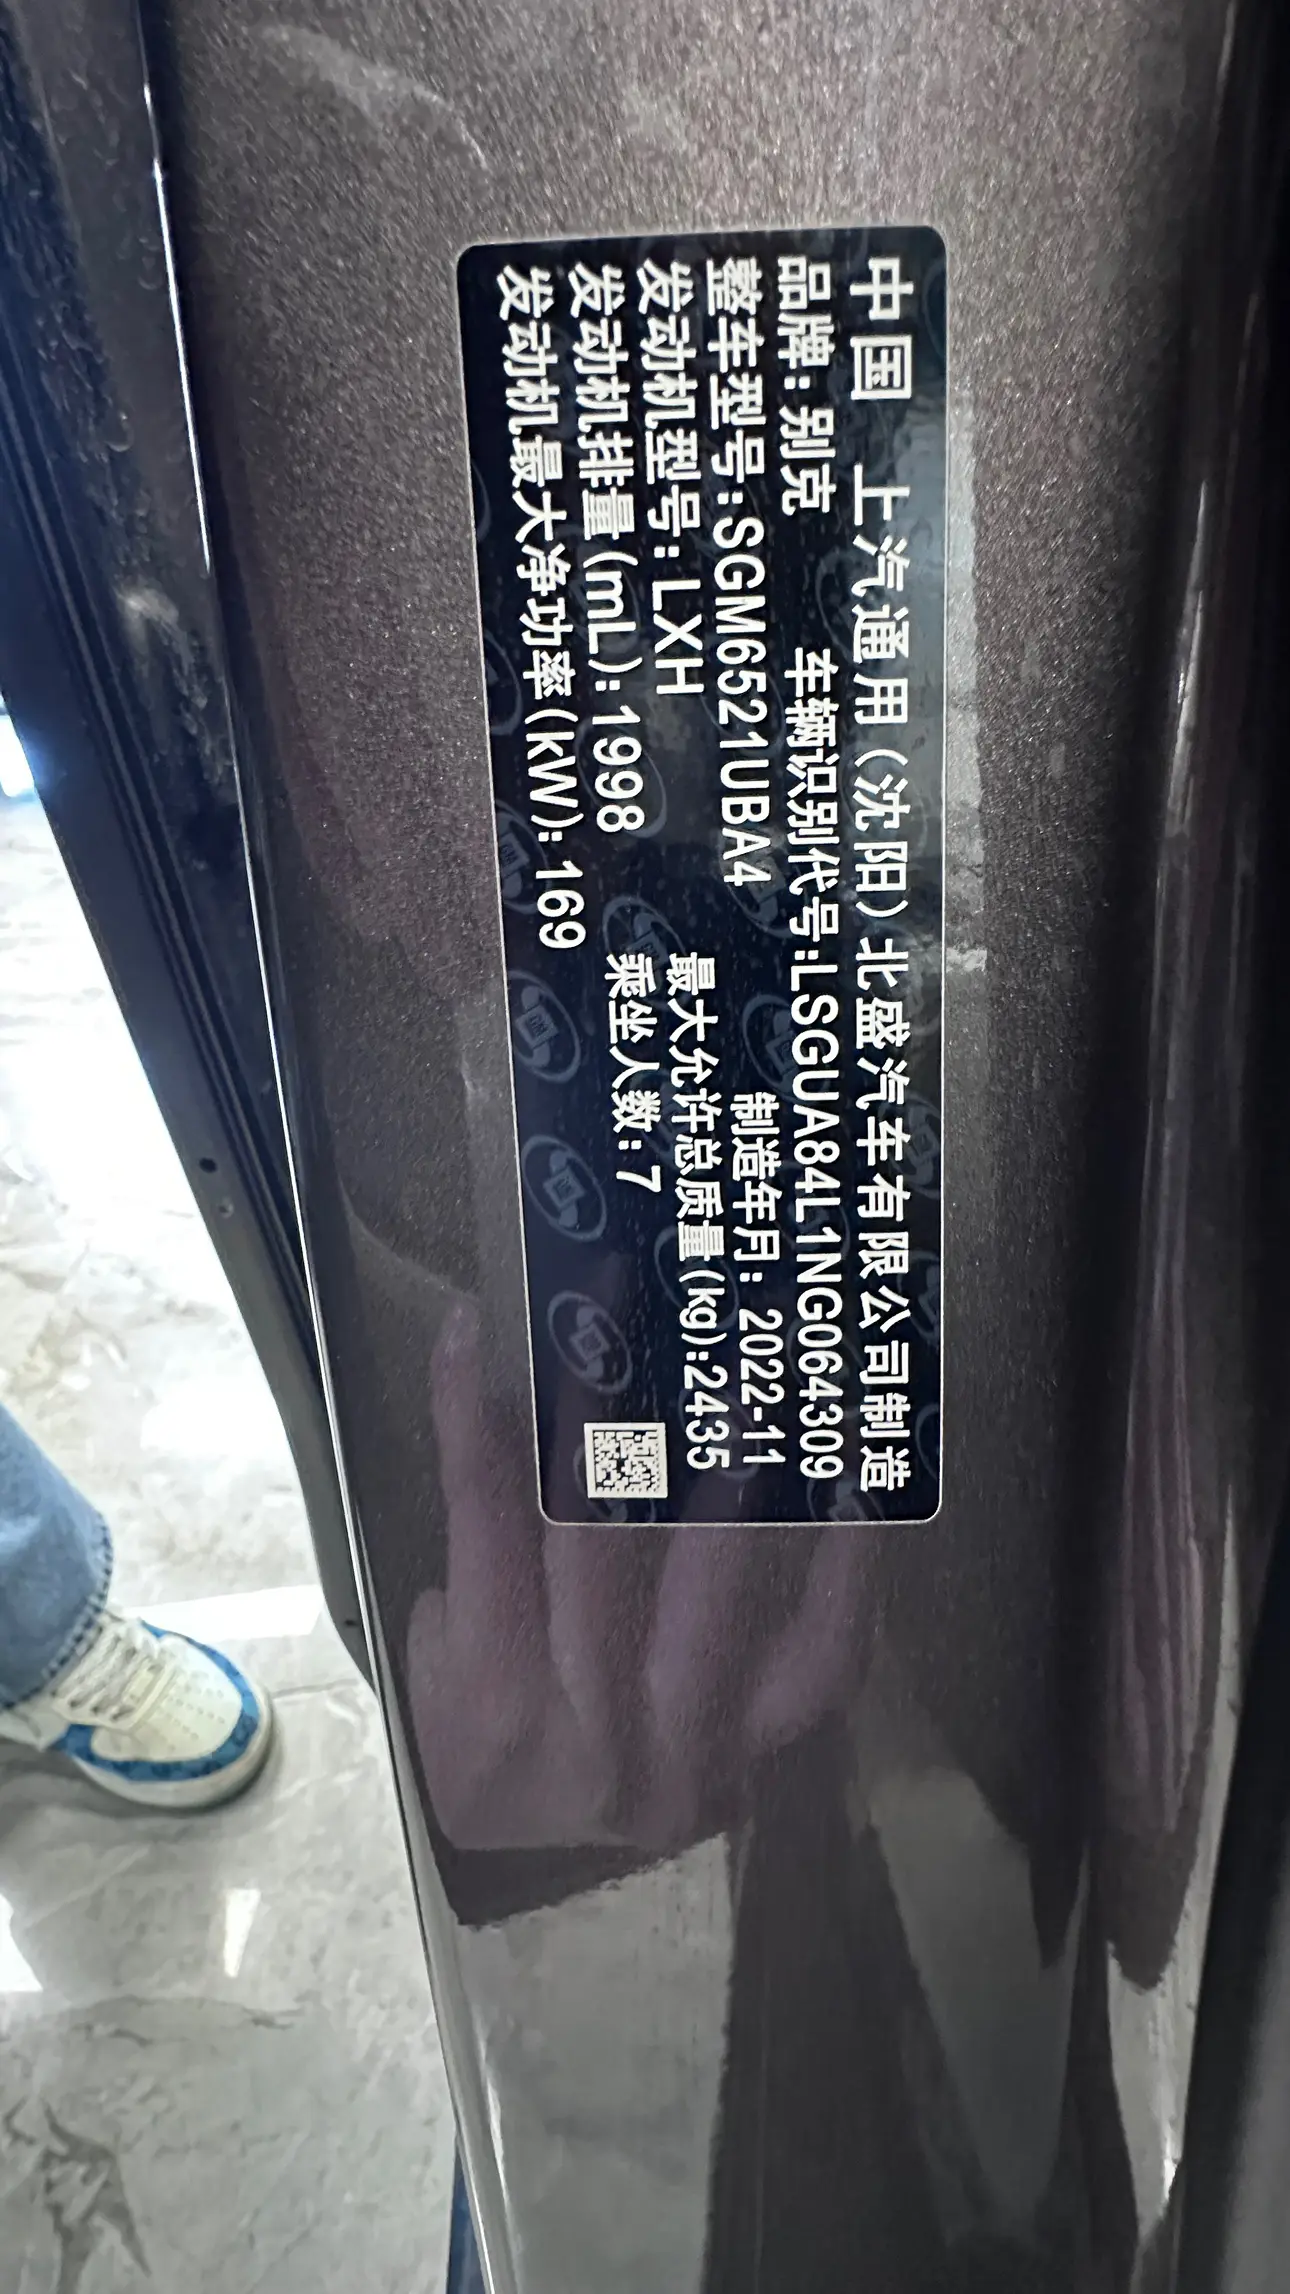 中国 上汽通用（沈阳）北盛汽车有限公司制造
品牌：别克 车辆识别代号:LSGUA84L1NG064309
整车型号:SGM6521UBA4 制造年月：2022-11
发动机型号：LXH 最大允许总质量(kg):2435
发动机排量(mL)：1998 乘坐人数：7
发动机最大净功率(kW)：169